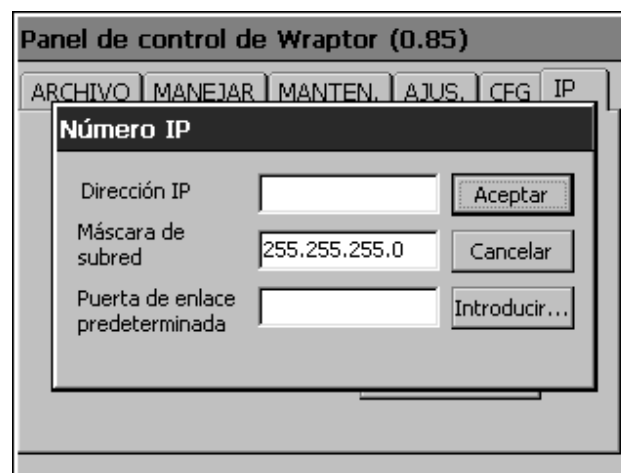 Panel de control de Wraptor (0.85)
ARCHIVO MANEJAR MANTEN. AJUS. CFG IP
Número IP
Dirección IP
Aceptar
Máscara de
subred
255.255.255.0
Cancelar
Puerta de enlace
predeterminada
Introducir...